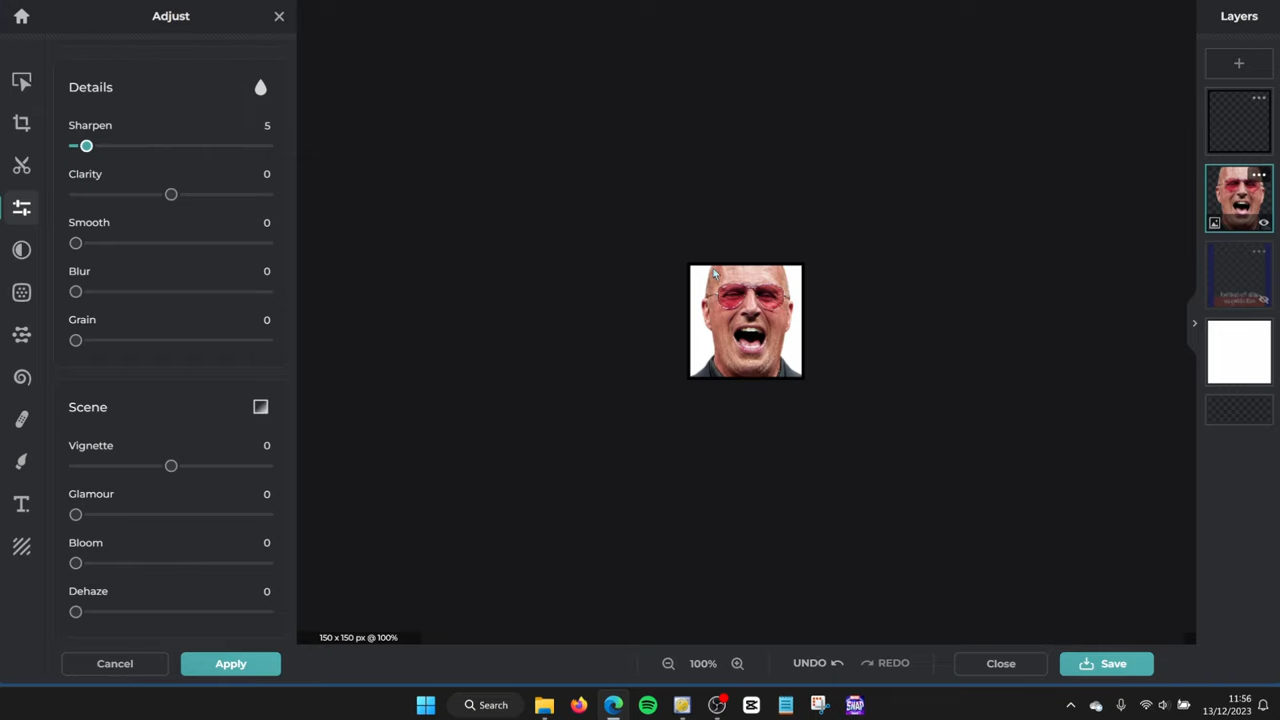 Adjust
Layers
Details
Sharpen 5
Clarity 0
Smooth 0
Blur 0
Grain 0
Scene
Vignette 0
Glamour 0
Bloom 0
Dehaze 0
150 x 150 px @ 100%
Cancel
Apply
100%
UNDO
REDO
Close
Save
Search
SNAP
11:56
13/12/2023